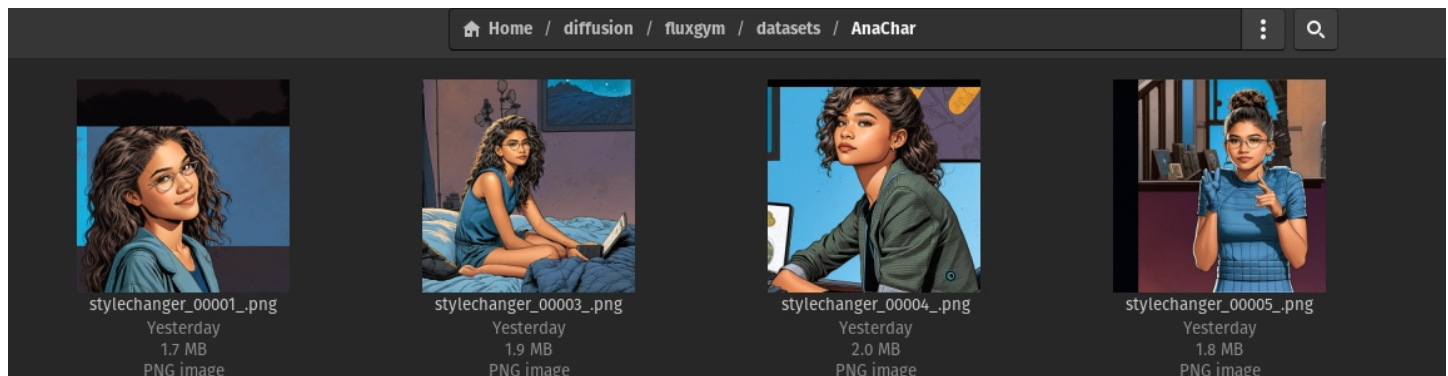 Home / diffusion / fluxgym / datasets / AnaChar
stylechanger_00001_.png
Yesterday
1.7 MB
PNG image
stylechanger_00003_.png
Yesterday
1.9 MB
PNG image
stylechanger_00004_.png
Yesterday
2.0 MB
PNG image
stylechanger_00005_.png
Yesterday
1.8 MB
PNG image